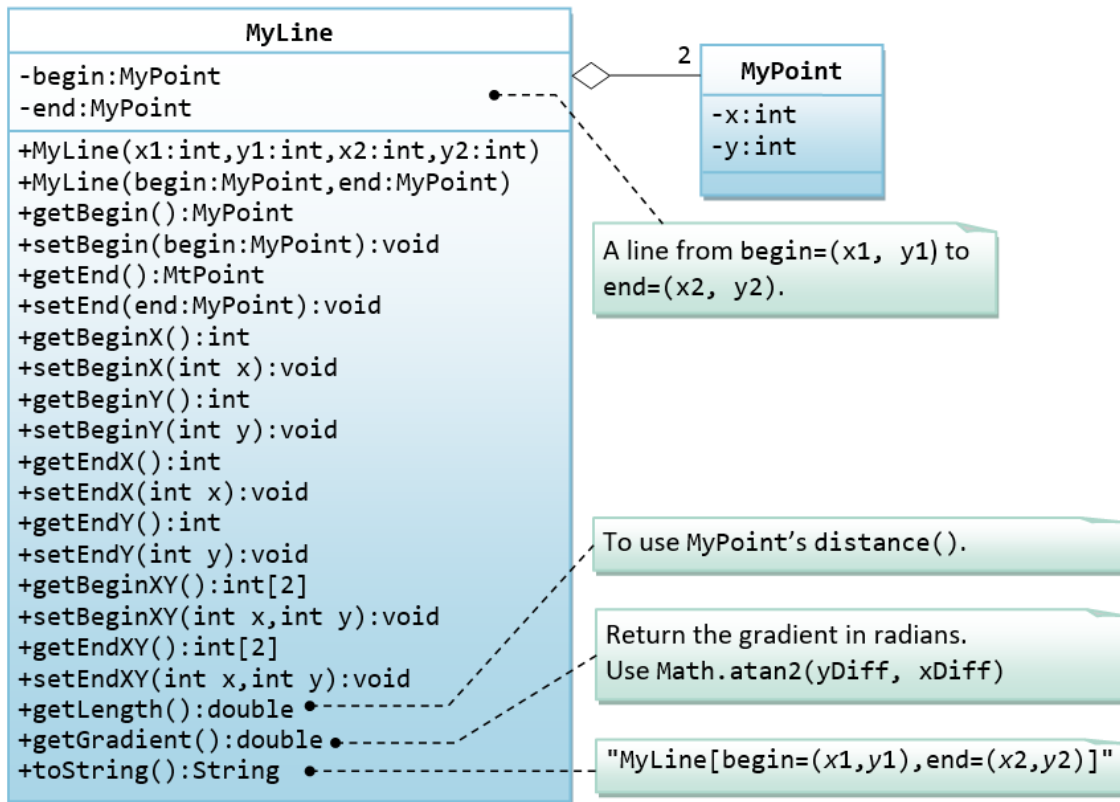 MyLine
-begin:MyPoint
-end:MyPoint
+MyLine(x1:int,y1:int,x2:int,y2:int)
+MyLine(begin:MyPoint,end:MyPoint)
+getBegin():MyPoint
+setBegin(begin:MyPoint):void
+getEnd():MtPoint
+setEnd(end:MyPoint):void
+getBeginX():int
+setBeginX(int x):void
+getBeginY():int
+setBeginY(int y):void
+getEndX():int
+setEndX(int x):void
+getEndY():int
+setEndY(int y):void
+getBeginXY():int[2]
+setBeginXY(int x,int y):void
+getEndXY():int[2]
+setEndXY(int x,int y):void
+getLength():double
+getGradient():double
+toString():String
2
MyPoint
-x:int
-y:int
A line from begin=(x1, y1) to
end=(x2, y2).
To use MyPoint's distance().
Return the gradient in radians.
Use Math.atan2(yDiff, xDiff)
"MyLine[begin=(x1,y1),end=(x2,y2)]"